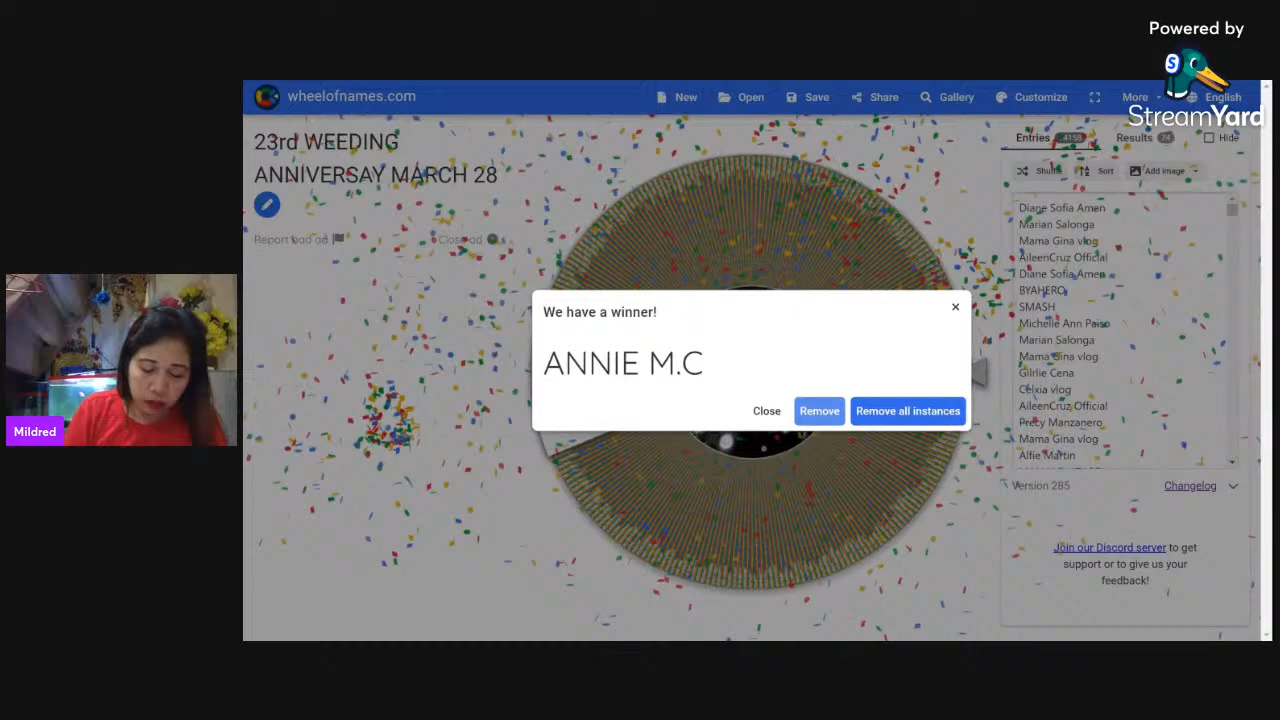 Powered by
StreamYard
wheelofnames.com
New
Open
Save
Share
Gallery
Customize
More
English
23rd WEEDING
ANNIVERSAY MARCH 28
Report bad ad
Close ad
Entries 4158
Results 74
Hide
Shuffle
Sort
Add image
Diane Sofia Amen
Marian Salonga
Mama Gina vlog
AileenCruz Official
Diane Sofia Amen
BYAHERO
SMASH
Michelle Ann Paiso
Marian Salonga
Mama Gina vlog
Gilrlie Cena
Celxia vlog
AileenCruz Official
Precy Manzanero
Mama Gina vlog
Alfie Martin
We have a winner!
ANNIE M.C
Close
Remove
Remove all instances
Mildred
Version 285
Changelog
Join our Discord server to get
support or to give us your
feedback!